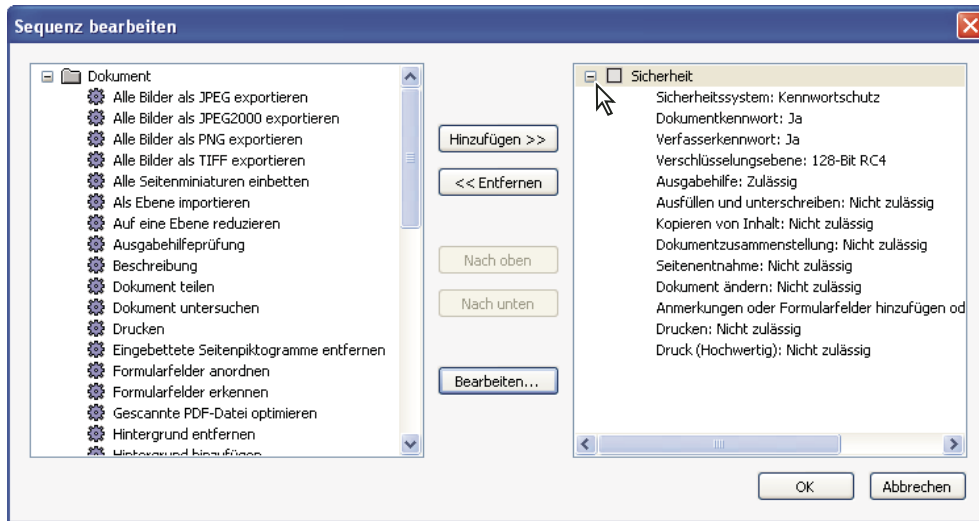 Sequenz bearbeiten
Dokument
Alle Bilder als JPEG exportieren
Alle Bilder als JPEG2000 exportieren
Alle Bilder als PNG exportieren
Alle Bilder als TIFF exportieren
Alle Seitenminiaturen einbetten
Als Ebene importieren
Auf eine Ebene reduzieren
Ausgabehilfeprüfung
Beschreibung
Dokument teilen
Dokument untersuchen
Drucken
Eingebettete Seitenpiktogramme entfernen
Formularfelder anordnen
Formularfelder erkennen
Gescannte PDF-Datei optimieren
Hintergrund entfernen
Hintergrund hinzufügen
Hinzufügen >>
<< Entfernen
Nach oben
Nach unten
Bearbeiten...
Sicherheit
Sicherheitssystem: Kennwortschutz
Dokumentkennwort: Ja
Verfasserkennwort: Ja
Verschlüsselungsebene: 128-Bit RC4
Ausgabehilfe: Zulässig
Ausfüllen und unterschreiben: Nicht zulässig
Kopieren von Inhalt: Nicht zulässig
Dokumentzusammenstellung: Nicht zulässig
Seitenentnahme: Nicht zulässig
Dokument ändern: Nicht zulässig
Anmerkungen oder Formularfelder hinzufügen od
Drucken: Nicht zulässig
Druck (Hochwertig): Nicht zulässig
OK
Abbrechen